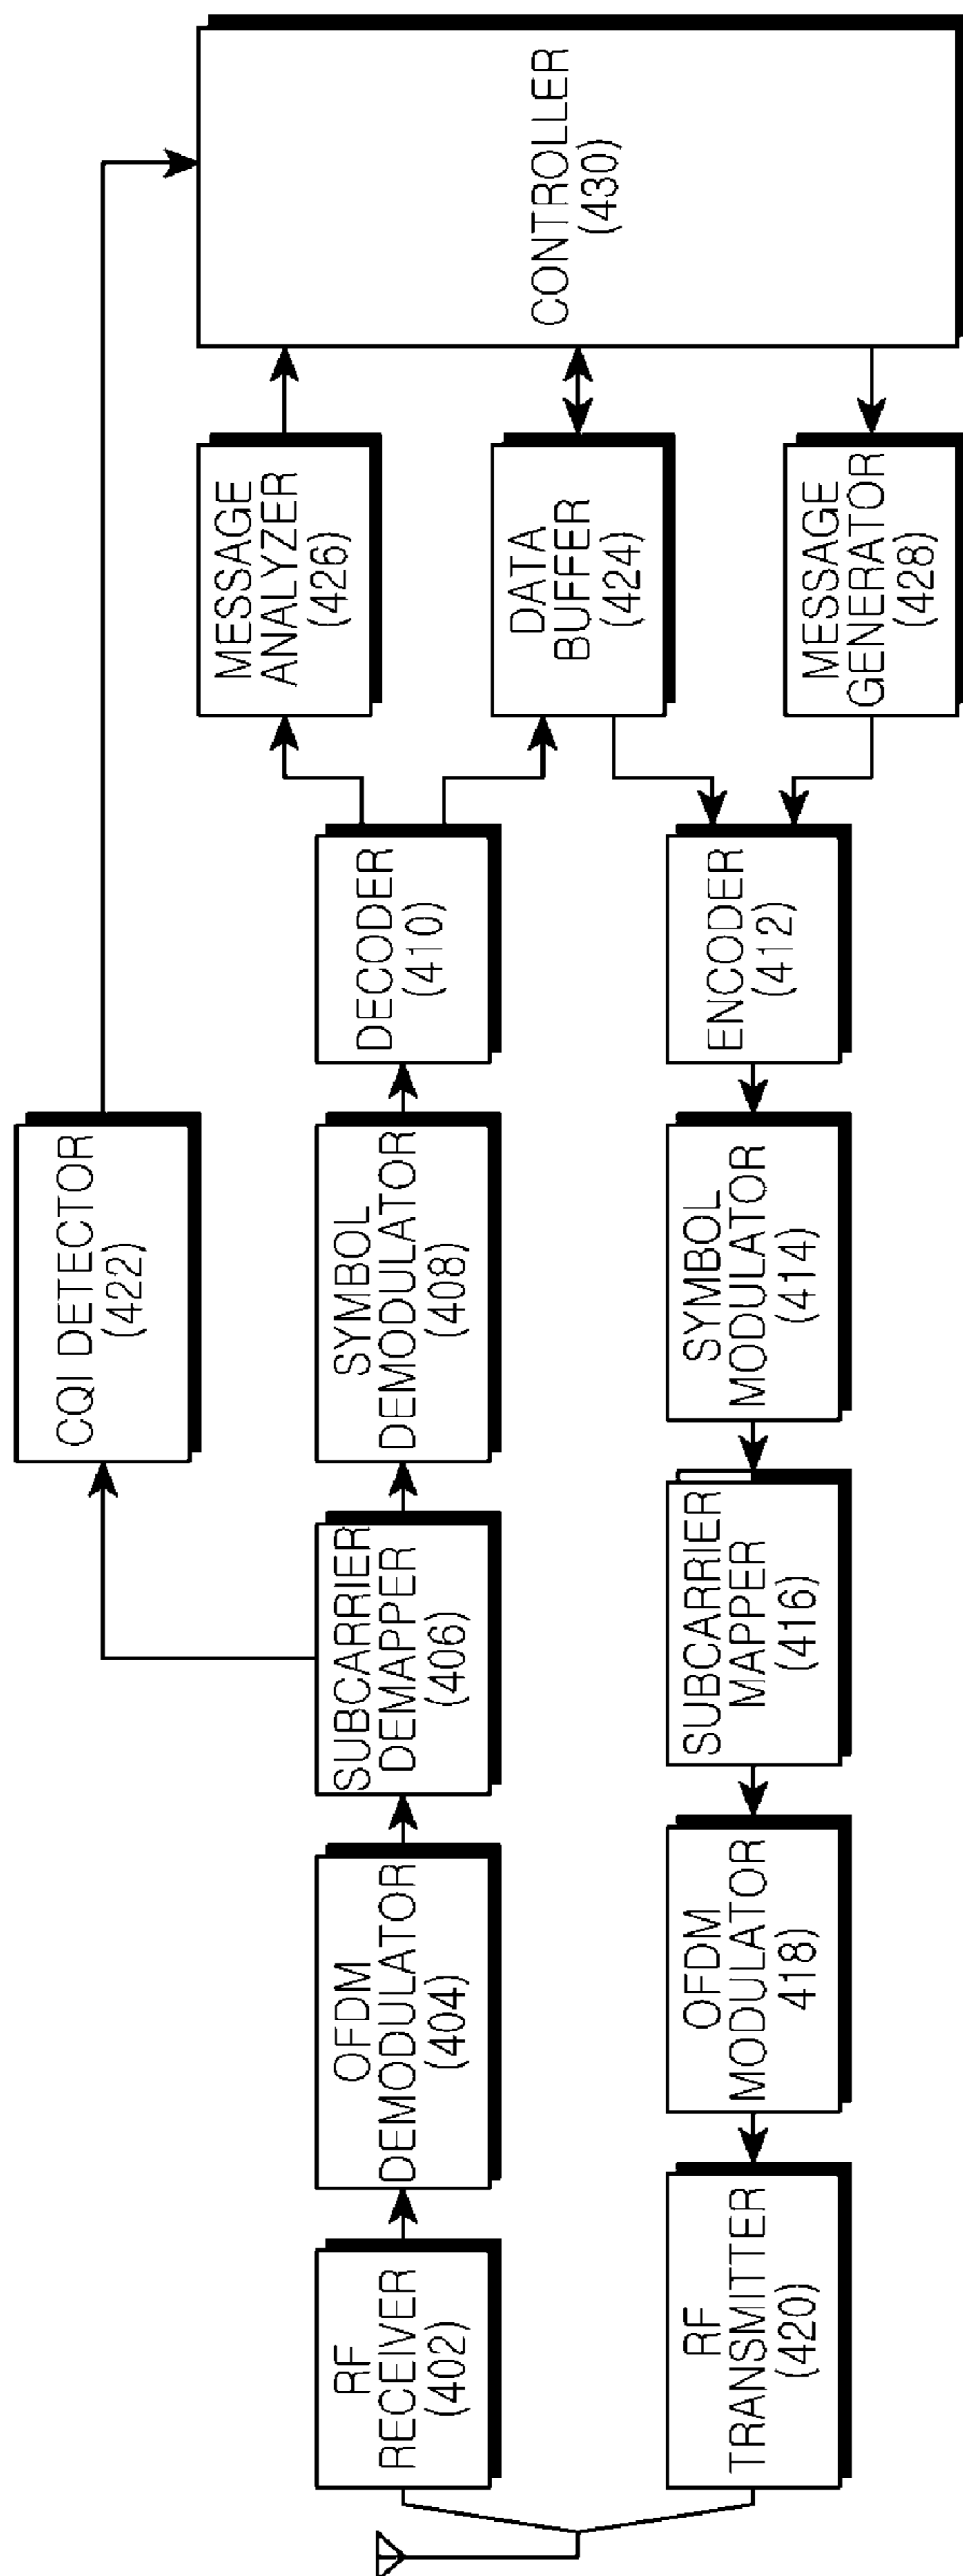 CQI DETECTOR
(422)
RF
RECEIVER
(402)
OFDM
DEMODULATOR
(404)
SUBCARRIER
DEMAPPER
(406)
SYMBOL
DEMODULATOR
(408)
DECODER
(410)
MESSAGE
ANALYZER
(426)
DATA
BUFFER
(424)
MESSAGE
GENERATOR
(428)
CONTROLLER
(430)
RF
TRANSMITTER
(420)
OFDM
MODULATOR
418)
SUBCARRIER
MAPPER
(416)
SYMBOL
MODULATOR
(414)
ENCODER
(412)